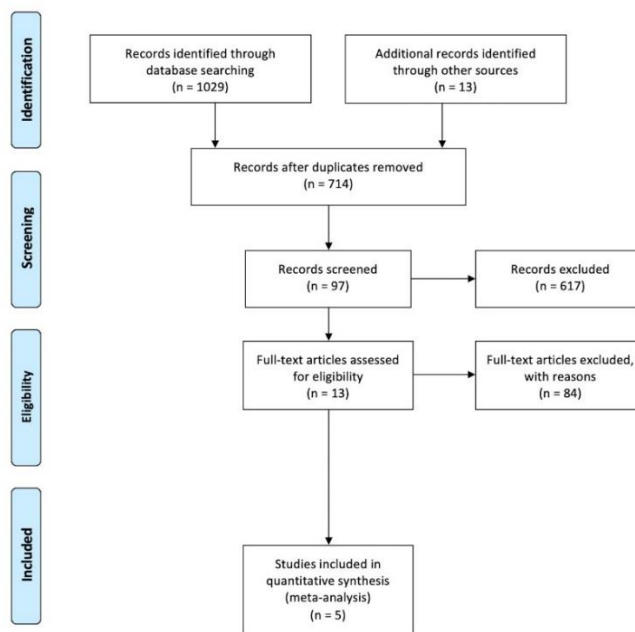 Identification
Records identified through
database searching
(n = 1029)
Additional records identified
through other sources
(n = 13)
Records after duplicates removed
(n = 714)
Screening
Records screened
(n = 97)
Records excluded
(n = 617)
Eligibility
Full-text articles assessed
for eligibility
(n = 13)
Full-text articles excluded,
with reasons
(n = 84)
Included
Studies included in
quantitative synthesis
(meta-analysis)
(n = 5)